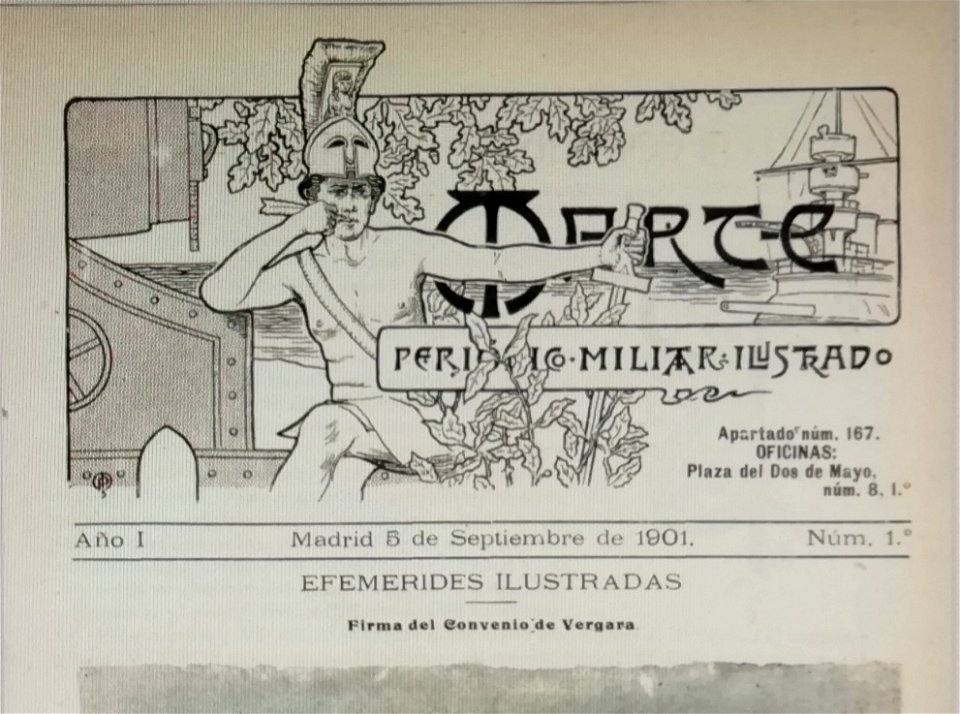 Marte
PERIODICO · MILITAR · ILUSTRADO
Apartado núm. 167.
OFICINAS:
Plaza del Dos de Mayo,
núm. 8, 1.º
Año I Madrid 5 de Septiembre de 1901. Núm. 1.º
EFEMERIDES ILUSTRADAS
Firma del Convenio de Vergara